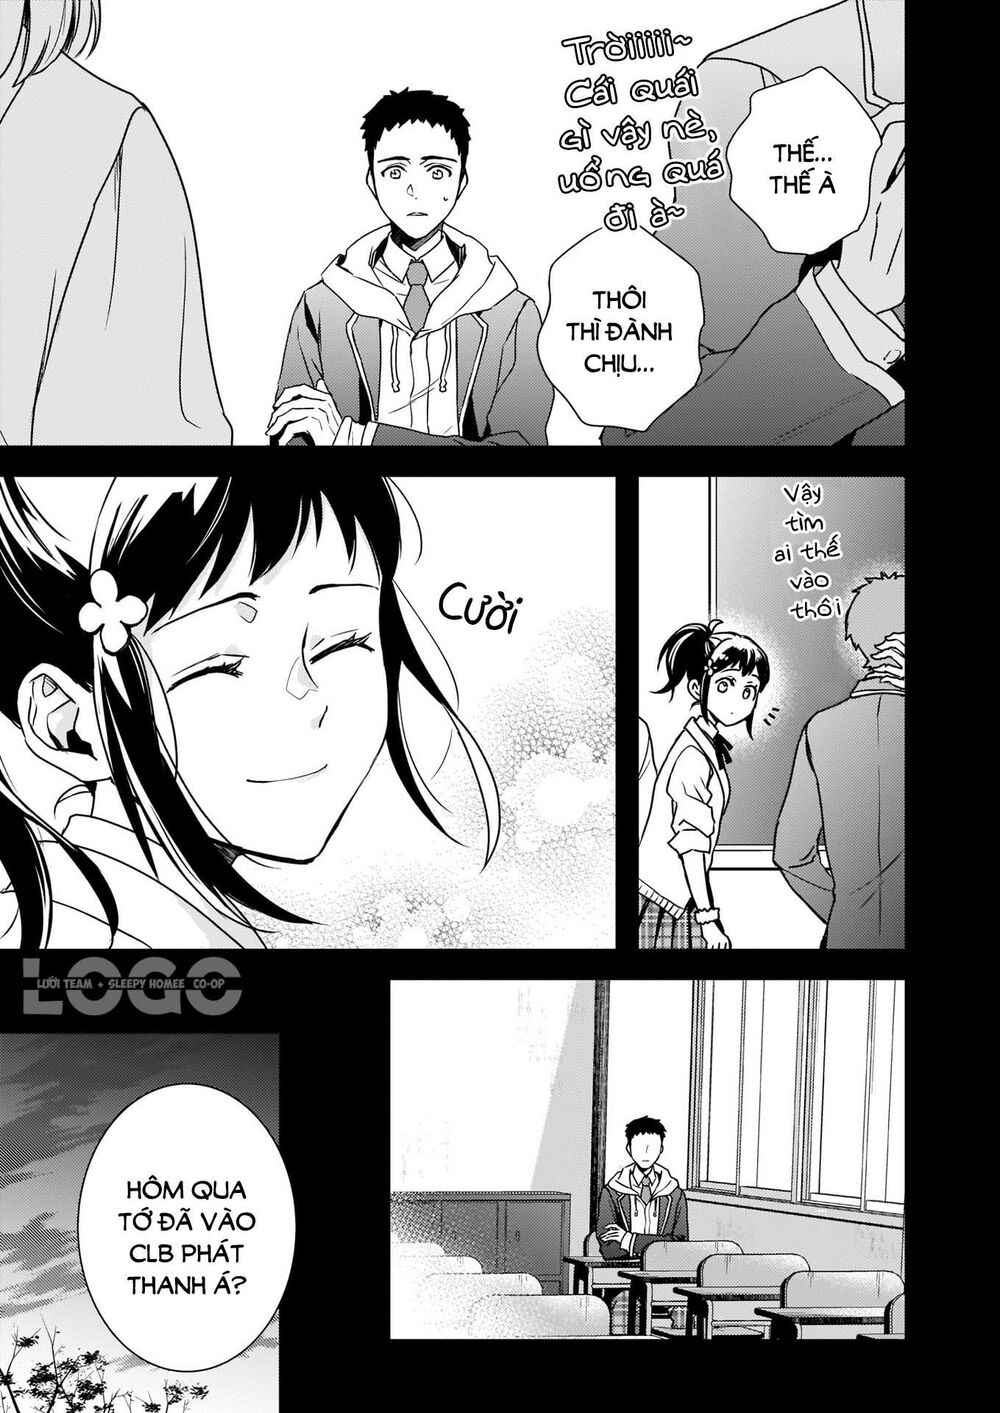 THẾ...
THẾ À
Trờiiiiii~
Cái quái
gì vậy nè,
uổng quá
đi à~
THÔI
THÌ ĐÀNH
CHỊU...
Vậy
tìm
ai thế
vào
thôi
Cười
LOGO
LƯỜI TEAM + SLEEPY HOMEE CO-OP
HÔM QUA
TỚ ĐÃ VÀO
CLB PHÁT
THANH Á?